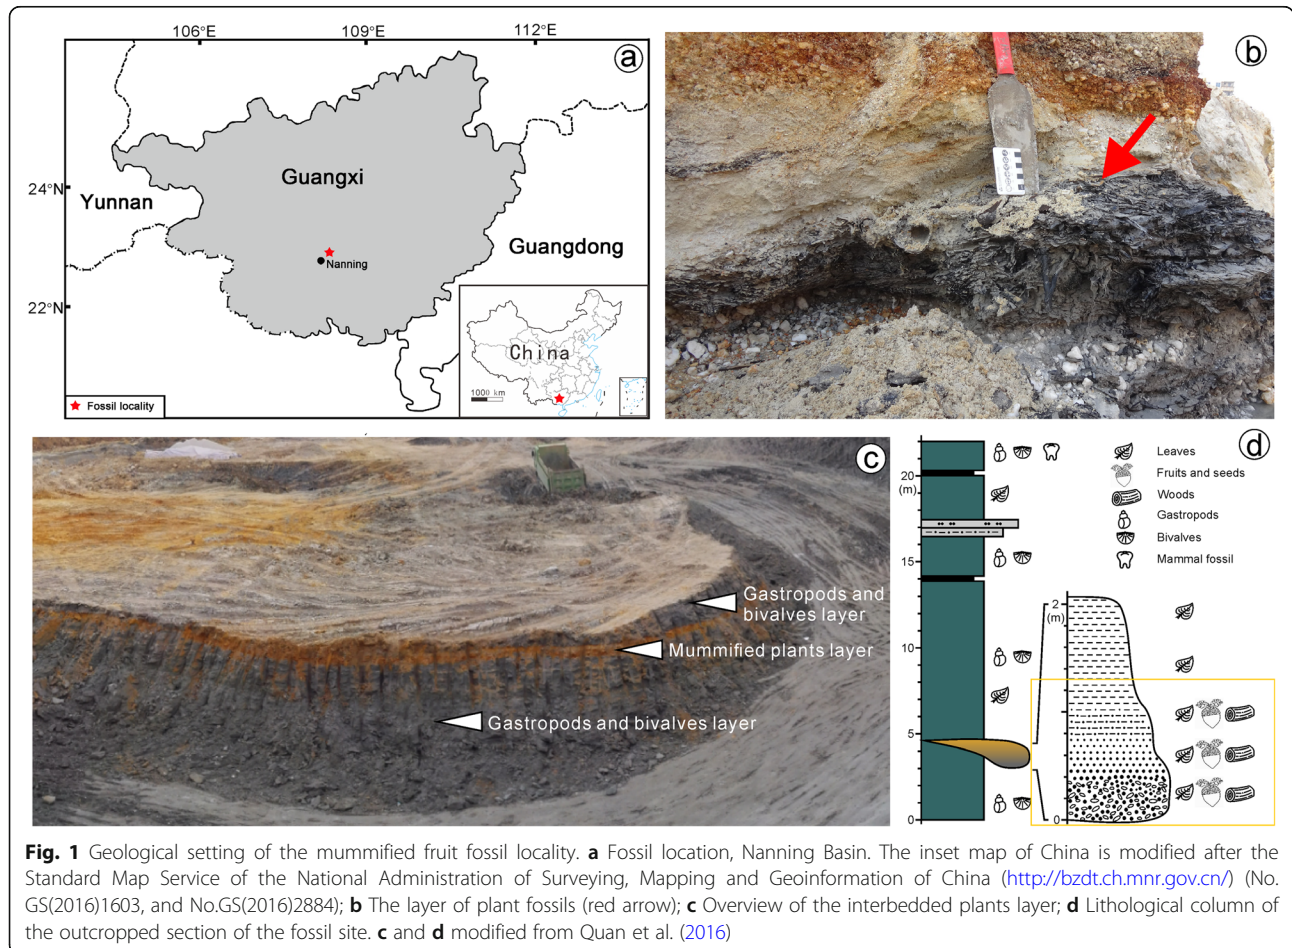 106°E 109°E 112°E
a
24°N
22°N
Guangxi
Yunnan
Guangdong
Nanning
China
1000 km
Fossil locality
b
c
Gastropods and
bivalves layer
Mummified plants layer
Gastropods and bivalves layer
d
20
(m)
15
10
5
0
2
(m)
0
Leaves
Fruits and seeds
Woods
Gastropods
Bivalves
Mammal fossil
Fig. 1 Geological setting of the mummified fruit fossil locality. a Fossil location, Nanning Basin. The inset map of China is modified after the
Standard Map Service of the National Administration of Surveying, Mapping and Geoinformation of China (http://bzdt.ch.mnr.gov.cn/) (No.
GS(2016)1603, and No.GS(2016)2884); b The layer of plant fossils (red arrow); c Overview of the interbedded plants layer; d Lithological column of
the outcropped section of the fossil site. c and d modified from Quan et al. (2016)